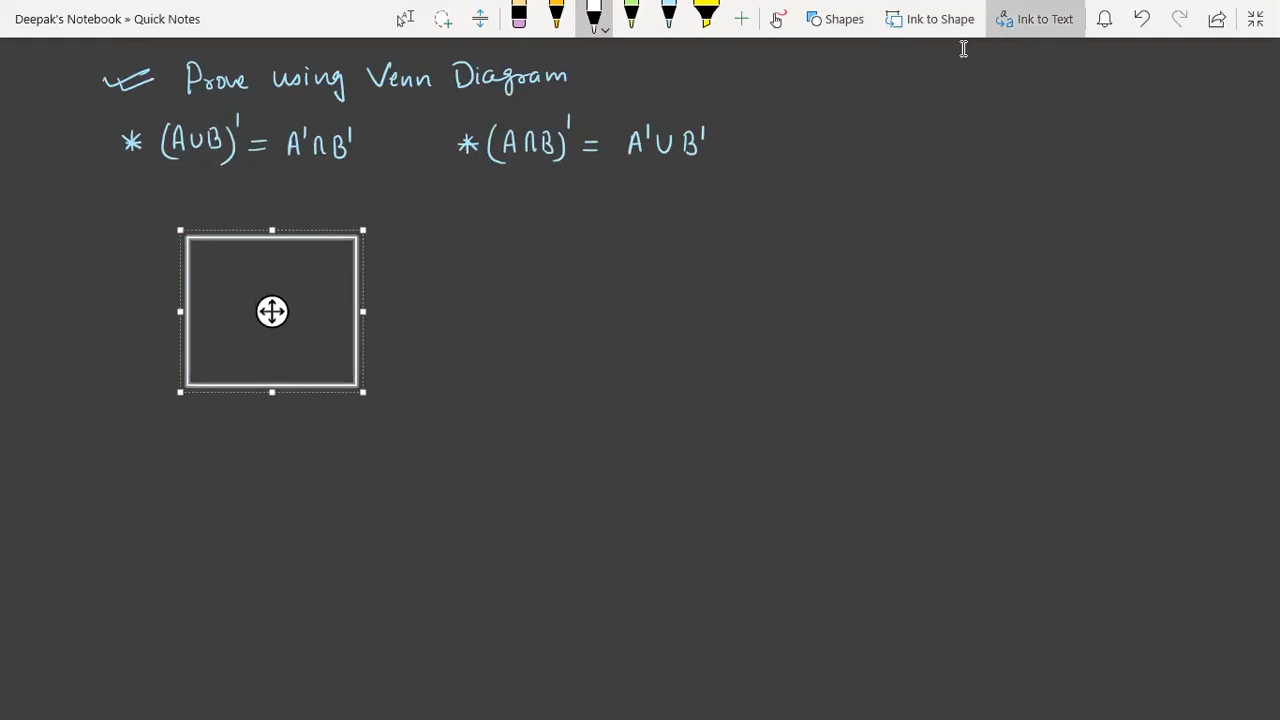 Deepak's Notebook » Quick Notes Shapes Ink to Shape Ink to Text
Prove using Venn Diagram
* (A∪B)' = A'∩B' * (A∩B)' = A'∪B'